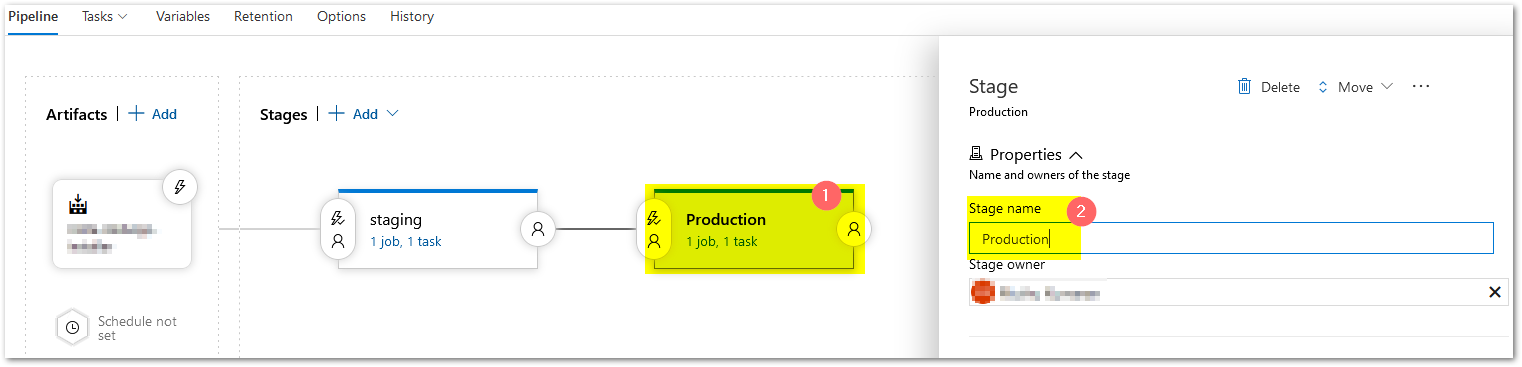 Pipeline Tasks Variables Retention Options History
Artifacts | + Add
Stages | + Add
Schedule not
set
staging
1 job, 1 task
Production
1 job, 1 task
1
Stage
Delete Move ...
Production
Properties
Name and owners of the stage
Stage name
2
Production
Stage owner